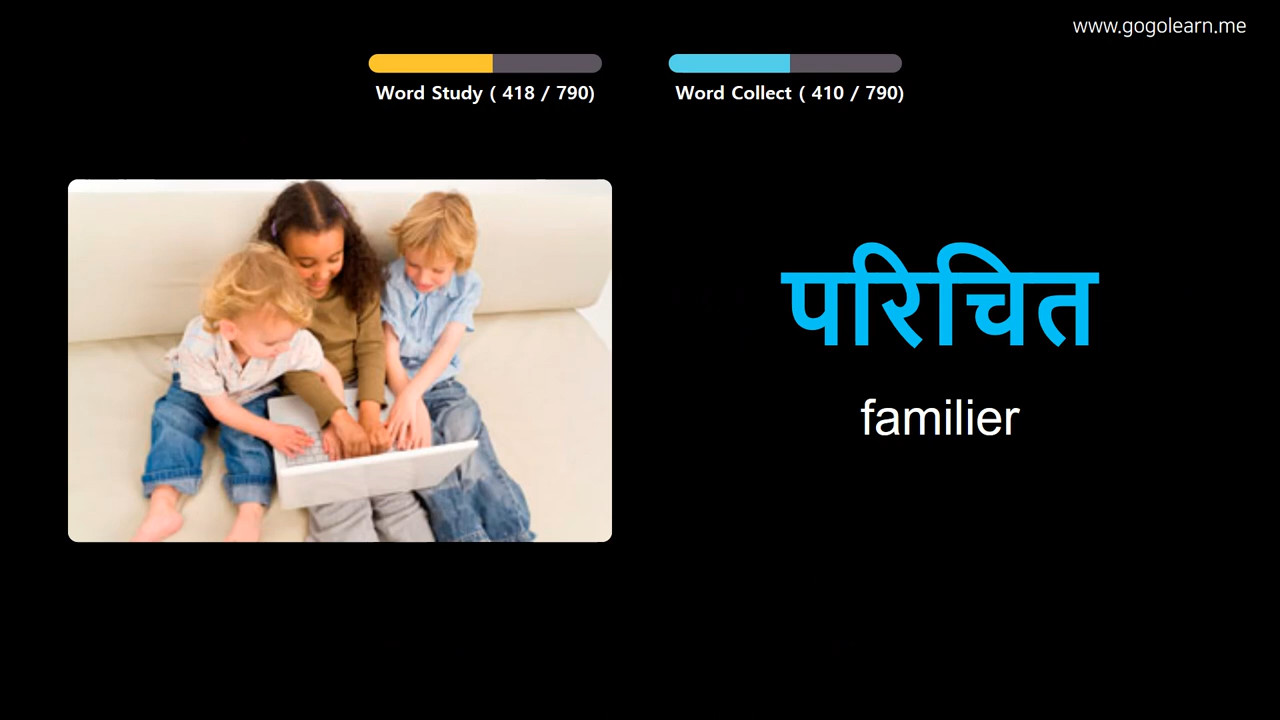 www.gogolearn.me
Word Study ( 418 / 790)
Word Collect ( 410 / 790)
परिचित
familier